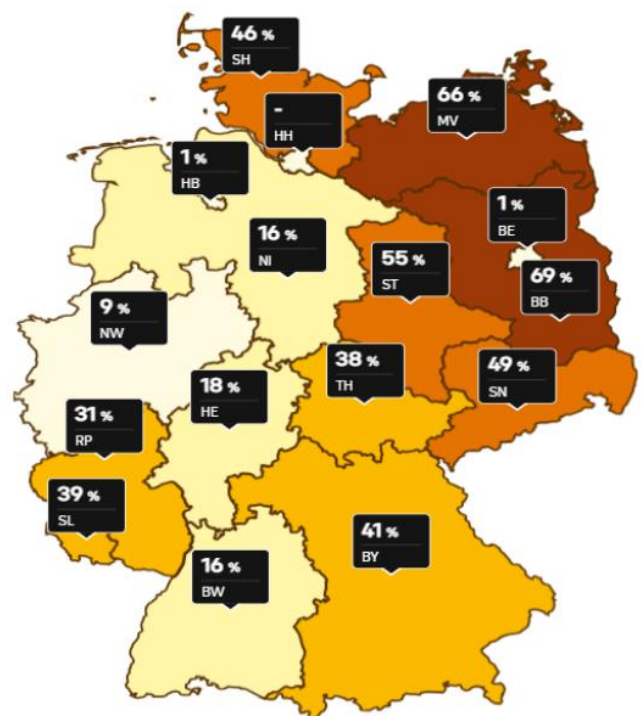 46 %
SH
-
HH
66 %
MV
1 %
HB
1 %
BE
16 %
NI
55 %
ST
69 %
BB
9 %
NW
38 %
TH
49 %
SN
18 %
HE
31 %
RP
39 %
SL
41 %
BY
16 %
BW